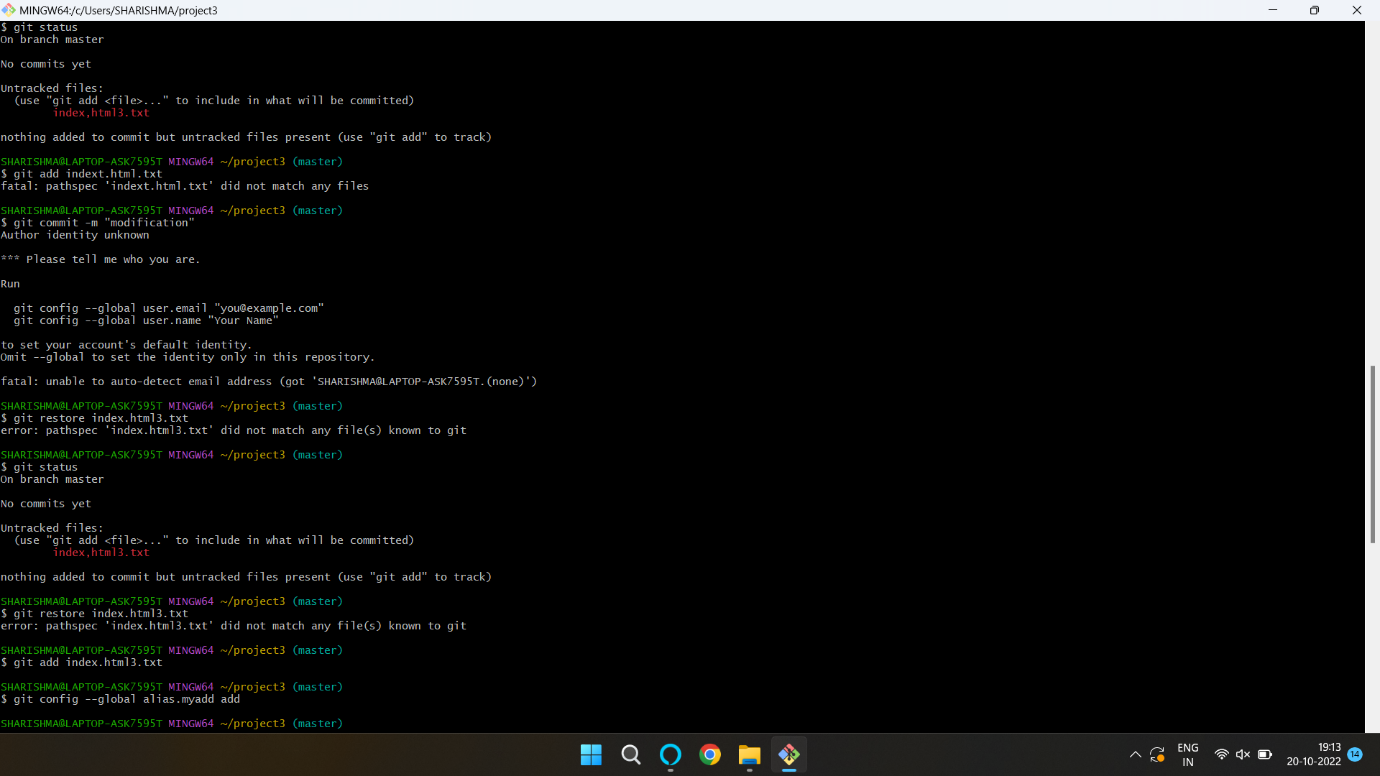 MINGW64:/c/Users/SHARISHMA/project3
$ git status
On branch master
No commits yet
Untracked files:
(use "git add <file>..." to include in what will be committed)
index,html3.txt
nothing added to commit but untracked files present (use "git add" to track)
SHARISHMA@LAPTOP-ASK7595T MINGW64 ~/project3 (master)
$ git add indext.html.txt
fatal: pathspec 'indext.html.txt' did not match any files
SHARISHMA@LAPTOP-ASK7595T MINGW64 ~/project3 (master)
$ git commit -m "modification"
Author identity unknown
*** Please tell me who you are.
Run
git config --global user.email "you@example.com"
git config --global user.name "Your Name"
to set your account's default identity.
Omit --global to set the identity only in this repository.
fatal: unable to auto-detect email address (got 'SHARISHMA@LAPTOP-ASK7595T.(none)')
SHARISHMA@LAPTOP-ASK7595T MINGW64 ~/project3 (master)
$ git restore index.html3.txt
error: pathspec 'index.html3.txt' did not match any file(s) known to git
SHARISHMA@LAPTOP-ASK7595T MINGW64 ~/project3 (master)
$ git status
On branch master
No commits yet
Untracked files:
(use "git add <file>..." to include in what will be committed)
index,html3.txt
nothing added to commit but untracked files present (use "git add" to track)
SHARISHMA@LAPTOP-ASK7595T MINGW64 ~/project3 (master)
$ git restore index.html3.txt
error: pathspec 'index.html3.txt' did not match any file(s) known to git
SHARISHMA@LAPTOP-ASK7595T MINGW64 ~/project3 (master)
$ git add index.html3.txt
SHARISHMA@LAPTOP-ASK7595T MINGW64 ~/project3 (master)
$ git config --global alias.myadd add
SHARISHMA@LAPTOP-ASK7595T MINGW64 ~/project3 (master)
ENG
IN
19:13
20-10-2022
14